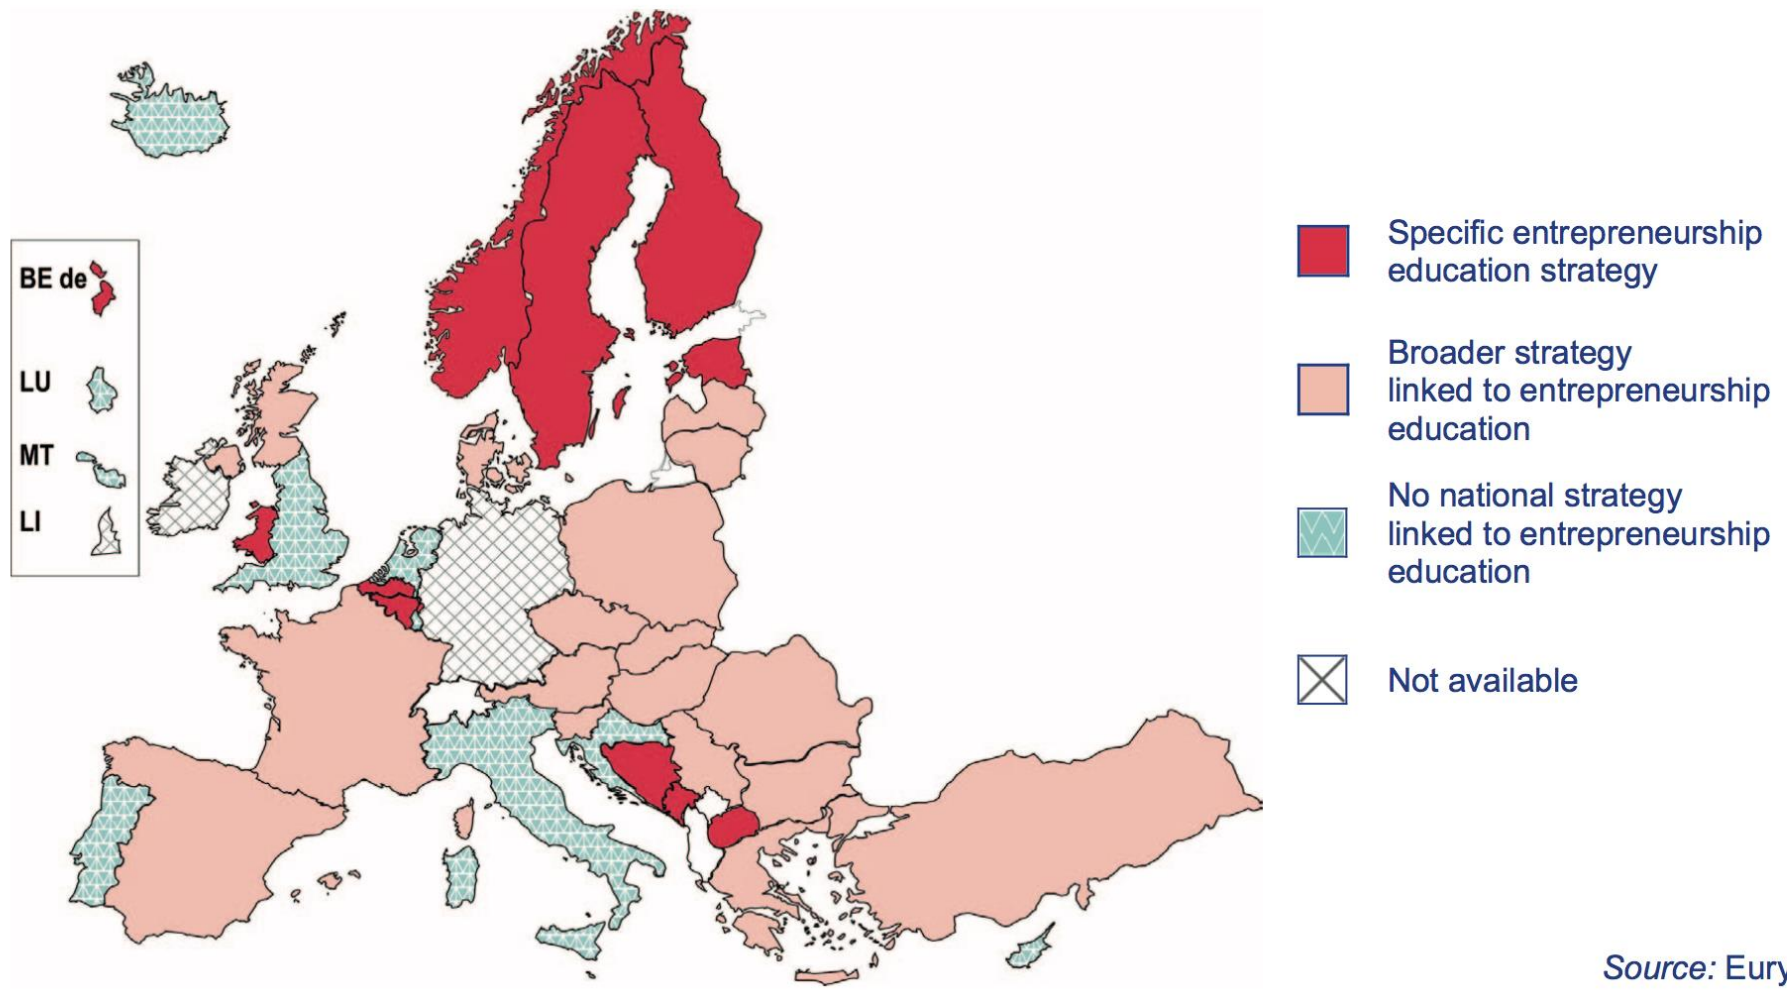 BE de
LU
MT
LI
Specific entrepreneurship
education strategy
Broader strategy
linked to entrepreneurship
education
No national strategy
linked to entrepreneurship
education
Not available
Source: Eury